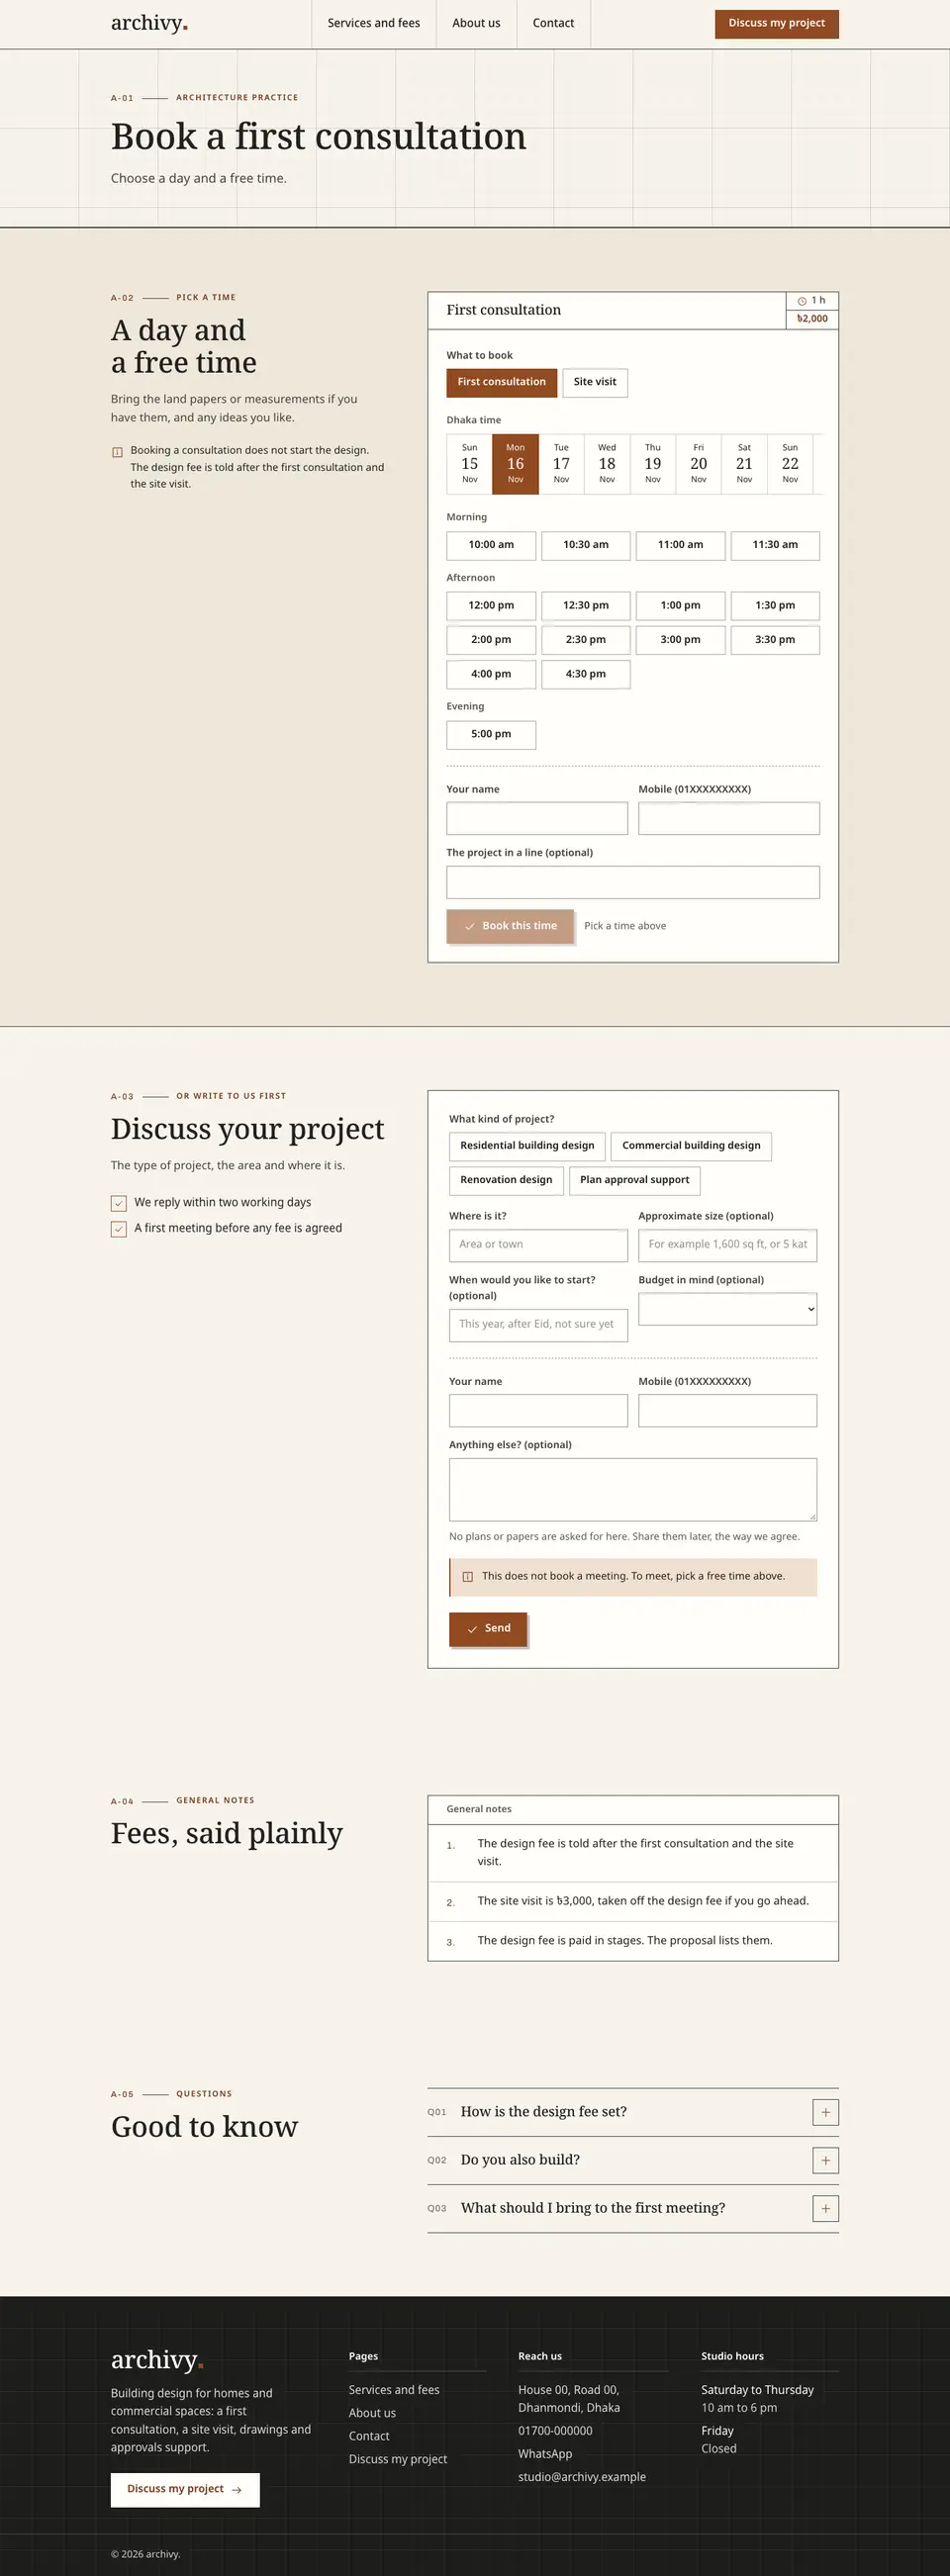 archivy.
Services and fees
About us
Contact
Discuss my project
A-01 ARCHITECTURE PRACTICE
Book a first consultation
Choose a day and a free time.
A-02 PICK A TIME
A day and
a free time
Bring the land papers or measurements if you
have them, and any ideas you like.
Booking a consultation does not start the design.
The design fee is told after the first consultation and
the site visit.
First consultation
1 h
৳2,000
What to book
First consultation
Site visit
Dhaka time
Sun Mon Tue Wed Thu Fri Sat Sun
15 16 17 18 19 20 21 22
Nov Nov Nov Nov Nov Nov Nov Nov
Morning
10:00 am 10:30 am 11:00 am 11:30 am
Afternoon
12:00 pm 12:30 pm 1:00 pm 1:30 pm
2:00 pm 2:30 pm 3:00 pm 3:30 pm
4:00 pm 4:30 pm
Evening
5:00 pm
Your name
Mobile (01XXXXXXXXX)
The project in a line (optional)
Book this time
Pick a time above
A-03 OR WRITE TO US FIRST
Discuss your project
The type of project, the area and where it is.
We reply within two working days
A first meeting before any fee is agreed
What kind of project?
Residential building design
Commercial building design
Renovation design
Plan approval support
Where is it?
Approximate size (optional)
Area or town
For example 1,600 sq ft, or 5 kat
When would you like to start?
(optional)
Budget in mind (optional)
This year, after Eid, not sure yet
Your name
Mobile (01XXXXXXXXX)
Anything else? (optional)
No plans or papers are asked for here. Share them later, the way we agree.
This does not book a meeting. To meet, pick a free time above.
Send
A-04 GENERAL NOTES
Fees, said plainly
General notes
1. The design fee is told after the first consultation and the site
visit.
2. The site visit is ৳3,000, taken off the design fee if you go ahead.
3. The design fee is paid in stages. The proposal lists them.
A-05 QUESTIONS
Good to know
Q01 How is the design fee set?
Q02 Do you also build?
Q03 What should I bring to the first meeting?
archivy.
Building design for homes and
commercial spaces: a first
consultation, a site visit, drawings and
approvals support.
Discuss my project
Pages
Services and fees
About us
Contact
Discuss my project
Reach us
House 00, Road 00,
Dhanmondi, Dhaka
01700-000000
WhatsApp
studio@archivy.example
Studio hours
Saturday to Thursday
10 am to 6 pm
Friday
Closed
© 2026 archivy.